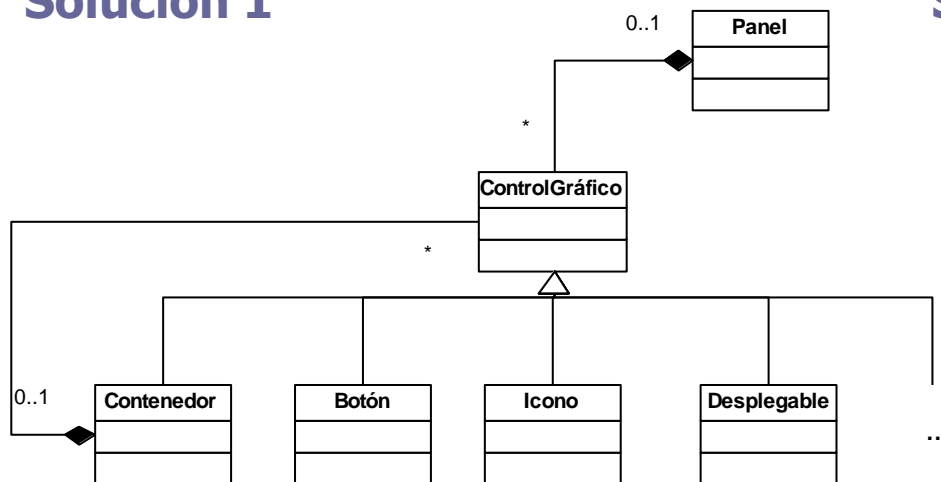 Solución 1
0..1
Panel
*
ControlGráfico
*
0..1
Contenedor
Botón
Icono
Desplegable
..